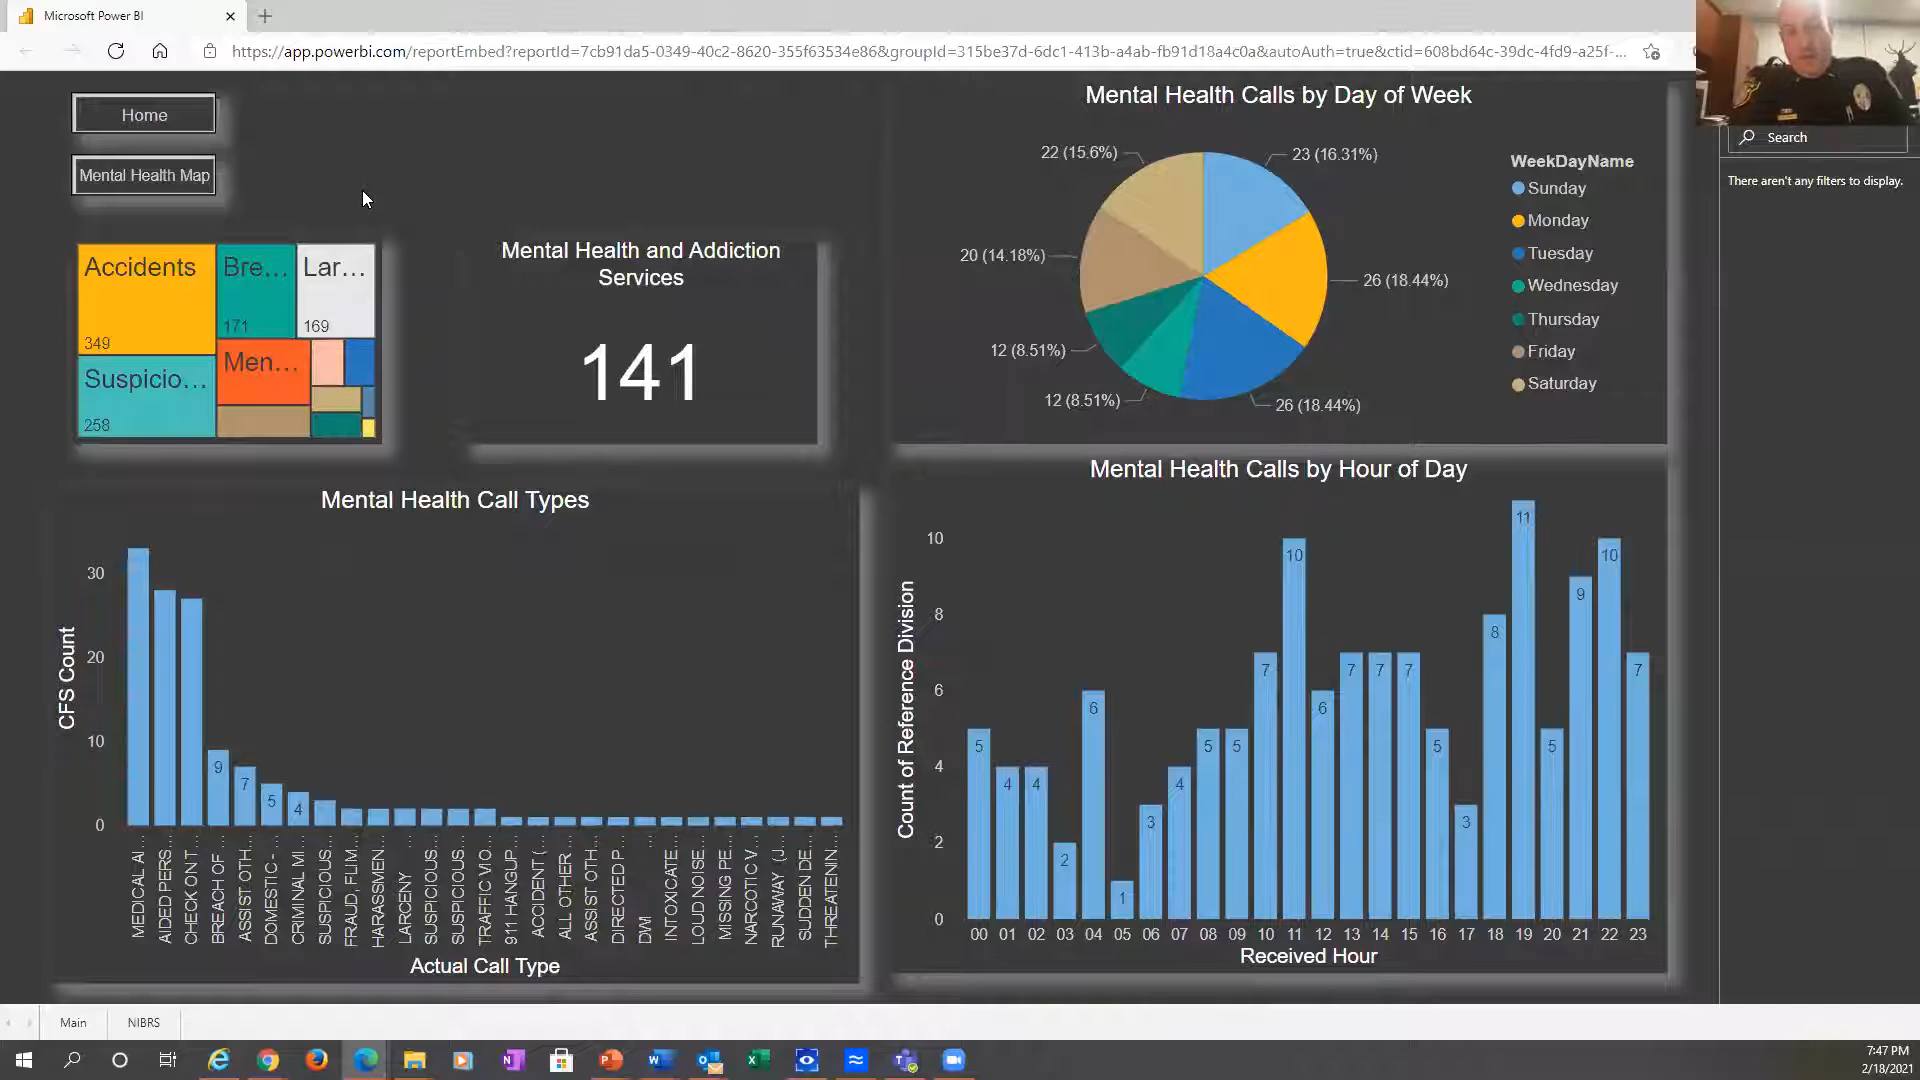 Microsoft Power BI
https://app.powerbi.com/reportEmbed?reportId=7cb91da5-0349-40c2-8620-355f63534e86&groupId=315be37d-6dc1-413b-a4ab-fb91d18a4c0a&autoAuth=true&ctid=608bd64c-39dc-4fd9-a25f-...
Home
Mental Health Map
Accidents
349
Bre...
171
Lar...
169
Suspicio...
258
Men...
Mental Health and Addiction
Services
141
Mental Health Calls by Day of Week
22 (15.6%)
23 (16.31%)
20 (14.18%)
26 (18.44%)
12 (8.51%)
12 (8.51%)
26 (18.44%)
WeekDayName
Sunday
Monday
Tuesday
Wednesday
Thursday
Friday
Saturday
Search
There aren't any filters to display.
Mental Health Call Types
CFS Count
30
20
10
0
9
7
5
4
MEDICAL AI...
AIDED PERS...
CHECK ON T...
BREACH OF ...
ASSIST OTH...
DOMESTIC - ...
CRIMINAL MI...
SUSPICIOUS...
FRAUD, FLIM...
HARASSMEN...
LARCENY ...
SUSPICIOUS...
SUSPICIOUS...
TRAFFIC VIO...
911 HANGUP...
ACCIDENT (...
ALL OTHER ...
ASSIST OTH...
DIRECTED P...
DWI ...
INTOXICATE...
LOUD NOISE...
MISSING PE...
NARCOTIC V...
RUNAWAY (J...
SUDDEN DE...
THREATENIN...
Actual Call Type
Mental Health Calls by Hour of Day
Count of Reference Division
10
8
6
4
2
0
5
4
4
2
6
1
3
4
5
5
7
10
6
7
7
7
5
3
8
11
5
9
10
7
00 01 02 03 04 05 06 07 08 09 10 11 12 13 14 15 16 17 18 19 20 21 22 23
Received Hour
Main
NIBRS
7:47 PM
2/18/2021